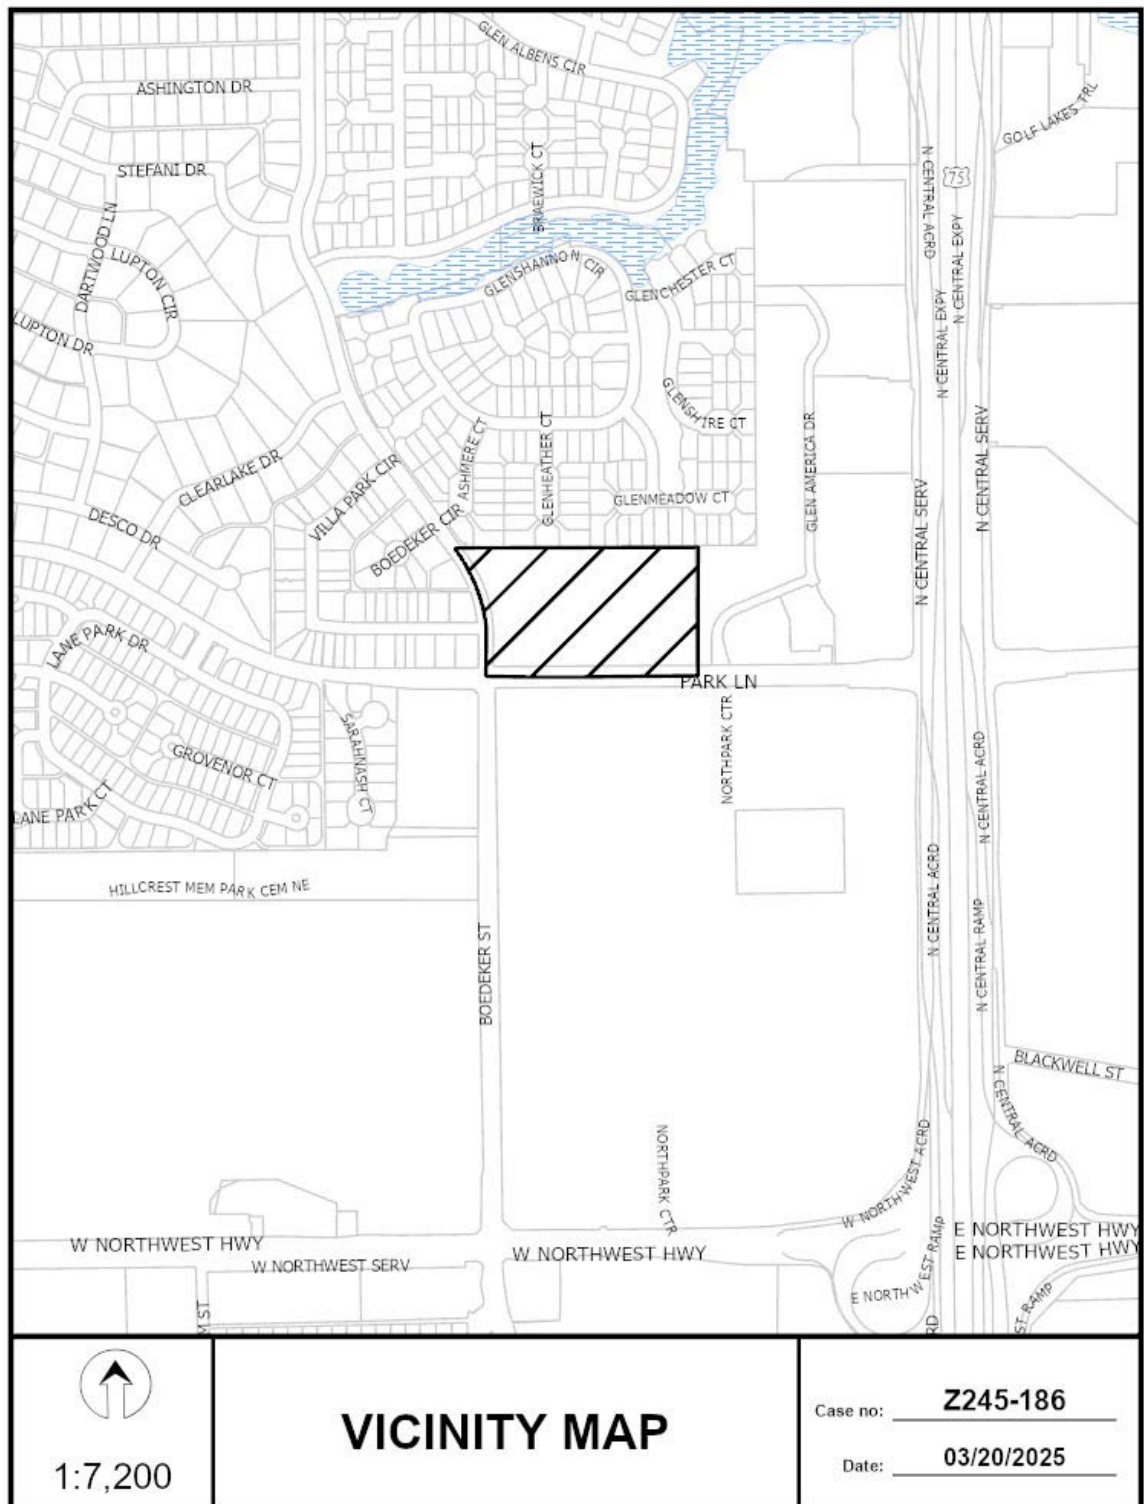 GLEN ALBENS CIR
ASHINGTON DR
GOLF LAKES TRL
STEFANI DR
BRAEWICK CT
N CENTRAL ACRD
75
DARTWOOD LN
LUPTON CIR
N CENTRAL EXPY
GLENSHANNON CIR
GLENCHESTER CT
LUPTON DR
N CENTRAL EXPY
GLENSHIRE CT
ASHMERE CT
GLENHEATHER CT
GLEN AMERICA DR
N CENTRAL SERV
CLEARLAKE DR
VILLA PARK CIR
GLENMEADOW CT
N CENTRAL SERV
DESCO DR
BOEDEKER CIR
LANE PARK DR
PARK LN
SARAHNASH CT
NORTHPARK CTR
GROVENOR CT
N CENTRAL ACRD
LANE PARK CT
HILLCREST MEM PARK CEM NE
N CENTRAL ACRD
BOEDEKER ST
N CENTRAL RAMP
BLACKWELL ST
N CENTRAL ACRD
NORTHPARK CTR
W NORTHWEST ACRD
W NORTHWEST HWY
W NORTHWEST HWY
E NORTHWEST HWY
E NORTHWEST HWY
W NORTHWEST SERV
E NORTHWEST RAMP
ST RAMP
ST
RD
1:7,200
VICINITY MAP
Case no: Z245-186
Date: 03/20/2025